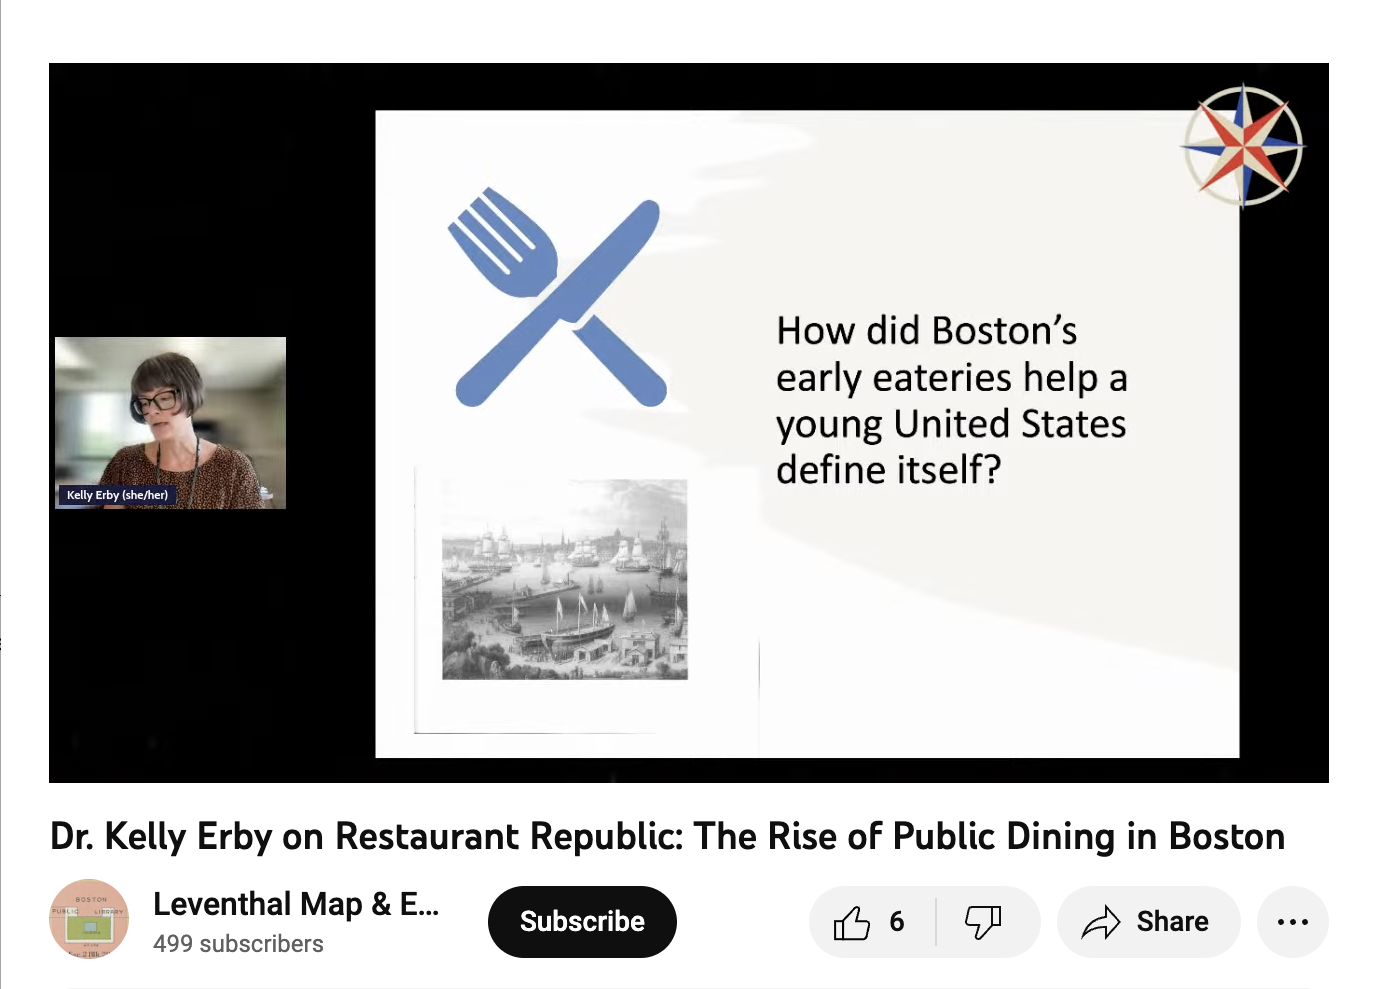 How did Boston’s
early eateries help a
young United States
define itself?
Kelly Erby (she/her)
Dr. Kelly Erby on Restaurant Republic: The Rise of Public Dining in Boston
BOSTON
PUBLIC LIBRARY
Leventhal Map & E...
499 subscribers
Subscribe
6
Share